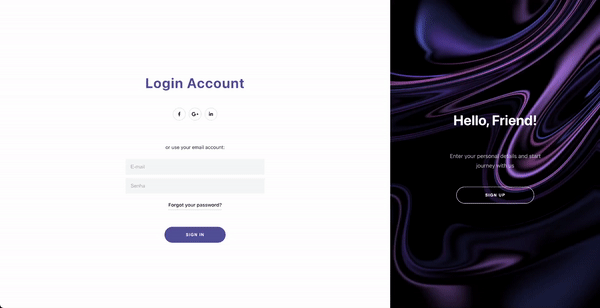 Login Account
f
G+
in
or use your email account:
E-mail
Senha
Forgot your password?
SIGN IN
Hello, Friend!
Enter your personal details and start
journey with us
SIGN UP